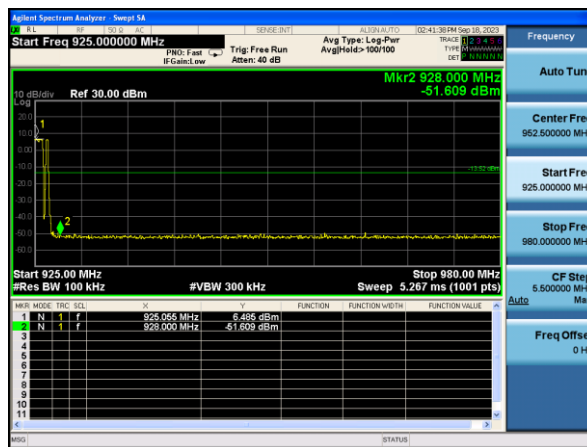 Agilent Spectrum Analyzer - Swept SA
RL RF 50 Ω AC SENSE:INT ALIGN AUTO 02:41:38 PM Sep 18, 2023
Start Freq 925.000000 MHz
PNO: Fast
IFGain:Low
Trig: Free Run
Atten: 40 dB
Avg Type: Log-Pwr
Avg|Hold:>100/100
TRACE 1 2 3 4 5 6
TYPE M
DET P N N N N N
Mkr2 928.000 MHz
-51.609 dBm
10 dB/div Ref 30.00 dBm
Log
20.0
10.0
0.00
-10.0
-20.0
-30.0
-40.0
-50.0
-60.0
1
2
-13.52 dBm
Start 925.00 MHz Stop 980.00 MHz
#Res BW 100 kHz #VBW 300 kHz Sweep 5.267 ms (1001 pts)
MKR MODE TRC SCL X Y FUNCTION FUNCTION WIDTH FUNCTION VALUE
1 N 1 f 925.055 MHz 6.485 dBm
2 N 1 f 928.000 MHz -51.609 dBm
3
4
5
6
7
8
9
10
11
MSG STATUS
Frequency
Auto Tun
Center Fre
952.500000 MH
Start Fre
925.000000 MH
Stop Fre
980.000000 MH
CF Step
5.500000 MH
Auto Ma
Freq Offse
0 H